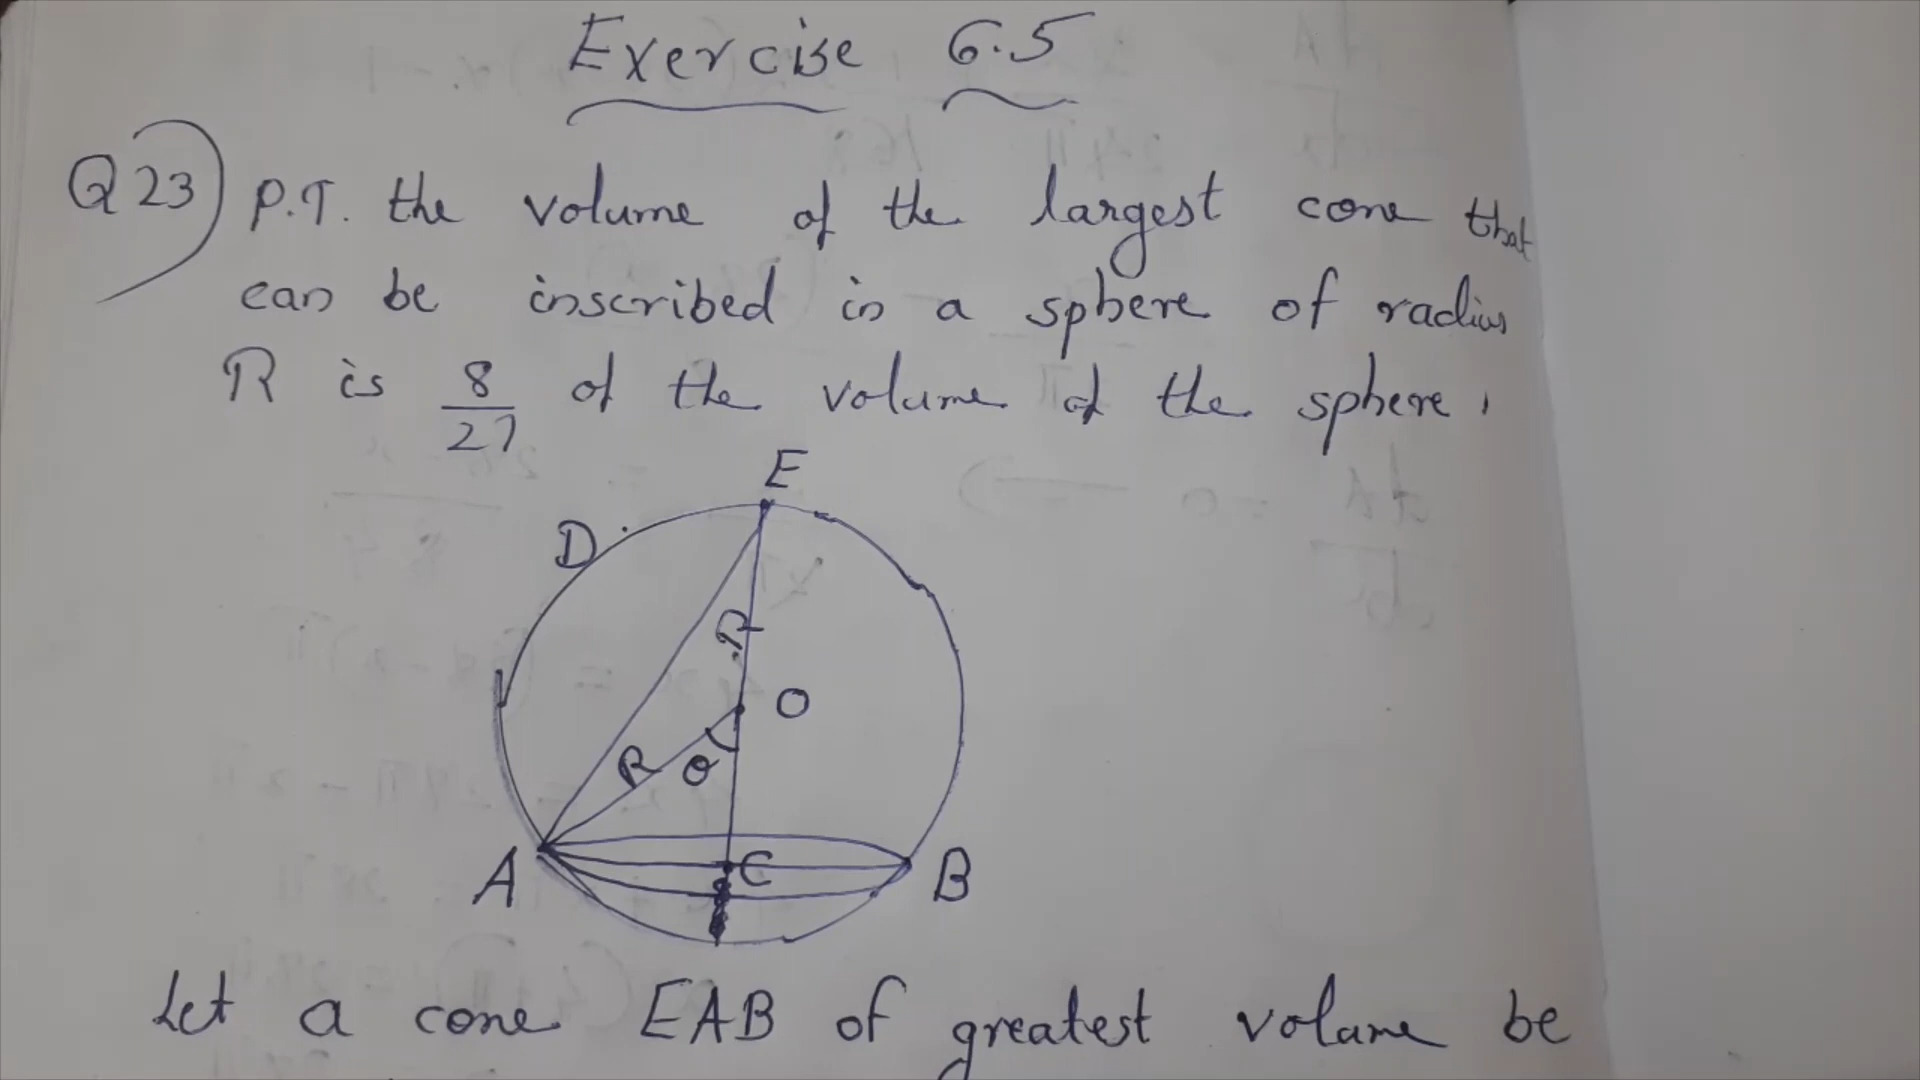 Exercise 6.5
Q23) P.T. the volume of the largest cone that
can be inscribed in a sphere of radius
R is 8/27 of the volume of the sphere.
E
D
R
O
R θ
A C B
Let a cone EAB of greatest volume be